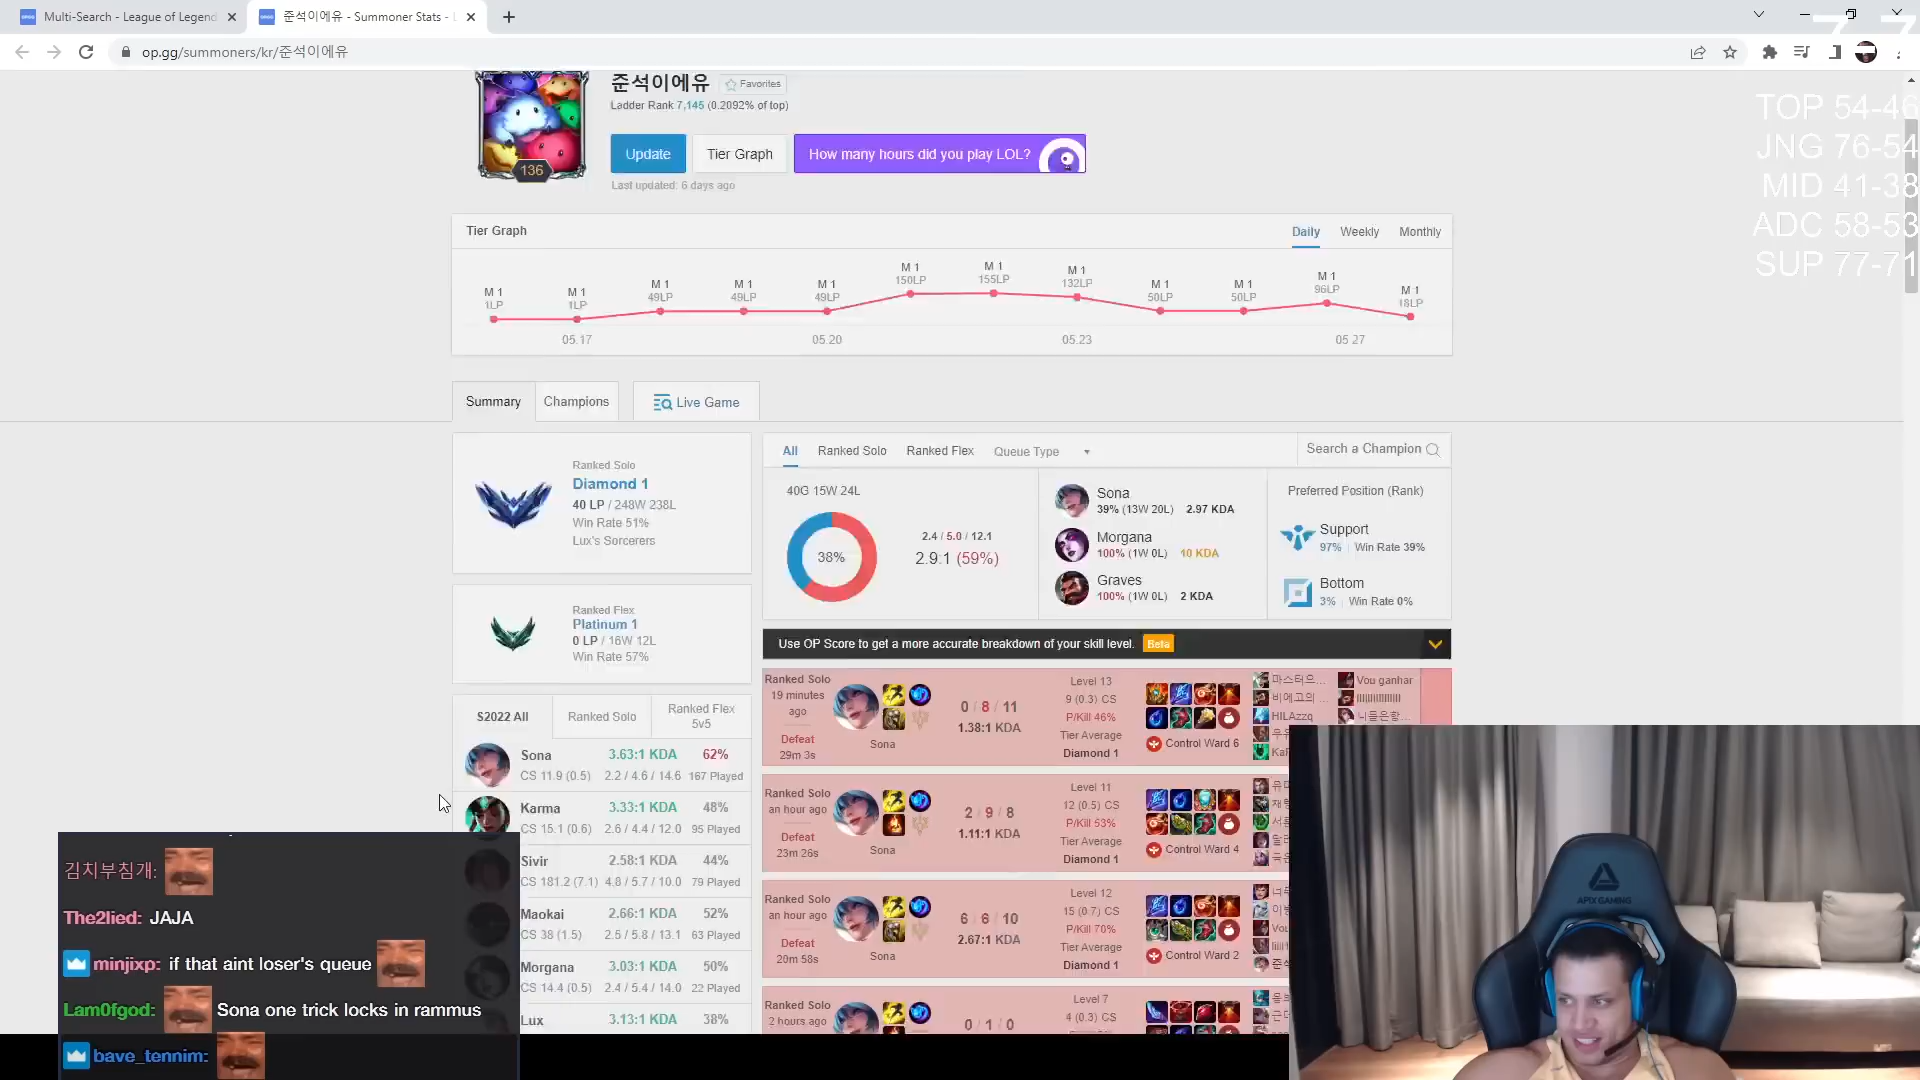 Multi-Search - League of Legend
준석이에유 - Summoner Stats - L
op.gg/summoners/kr/준석이에유
준석이에유
Favorites
Ladder Rank 7,145 (0.2092% of top)
136
Update
Tier Graph
How many hours did you play LOL?
Last updated: 6 days ago
TOP 54-46
JNG 76-54
MID 41-38
ADC 58-53
SUP 77-71
Tier Graph
Daily
Weekly
Monthly
M 1
1LP
M 1
1LP
M 1
49LP
M 1
49LP
M 1
49LP
M 1
150LP
M 1
155LP
M 1
132LP
M 1
50LP
M 1
50LP
M 1
96LP
M 1
18LP
05.17
05.20
05.23
05 27
Summary
Champions
Live Game
Ranked Solo
Diamond 1
40 LP / 248W 238L
Win Rate 51%
Lux's Sorcerers
Ranked Flex
Platinum 1
0 LP / 16W 12L
Win Rate 57%
All
Ranked Solo
Ranked Flex
Queue Type
Search a Champion
40G 15W 24L
38%
2.4 / 5.0 / 12.1
2.9:1 (59%)
Sona
39% (13W 20L) 2.97 KDA
Morgana
100% (1W 0L) 10 KDA
Graves
100% (1W 0L) 2 KDA
Preferred Position (Rank)
Support
97% Win Rate 39%
Bottom
3% Win Rate 0%
Use OP Score to get a more accurate breakdown of your skill level.
Beta
S2022 All
Ranked Solo
Ranked Flex
5v5
Sona 3.63:1 KDA 62%
CS 11.9 (0.5) 2.2 / 4.6 / 14.6 167 Played
Karma 3.33:1 KDA 48%
CS 15.1 (0.6) 2.6 / 4.4 / 12.0 95 Played
Sivir 2.58:1 KDA 44%
CS 181.2 (7.1) 4.8 / 5.7 / 10.0 79 Played
Maokai 2.66:1 KDA 52%
CS 38 (1.5) 2.5 / 5.8 / 13.1 63 Played
Morgana 3.03:1 KDA 50%
CS 14.4 (0.5) 2.4 / 5.4 / 14.0 22 Played
Lux 3.13:1 KDA 38%
Ranked Solo
19 minutes
ago
Defeat
29m 3s
Sona
0 / 8 / 11
1.38:1 KDA
Level 13
9 (0.3) CS
P/Kill 46%
Tier Average
Diamond 1
Control Ward 6
마스터으...
비에고의
HILAzzq
Vou ganhar
Ranked Solo
an hour ago
Defeat
23m 26s
Sona
2 / 9 / 8
1.11:1 KDA
Level 11
12 (0.5) CS
P/Kill 53%
Tier Average
Diamond 1
Control Ward 4
Ranked Solo
an hour ago
Defeat
20m 58s
Sona
6 / 6 / 10
2.67:1 KDA
Level 12
15 (0.7) CS
P/Kill 70%
Tier Average
Diamond 1
Control Ward 2
Ranked Solo
2 hours ago
0 / 1 / 0
Level 7
4 (0.3) CS
김치부침개:
The2lied: JAJA
minjixp: if that aint loser's queue
Lam0fgod: Sona one trick locks in rammus
bave_tennim:
APIX GAMING